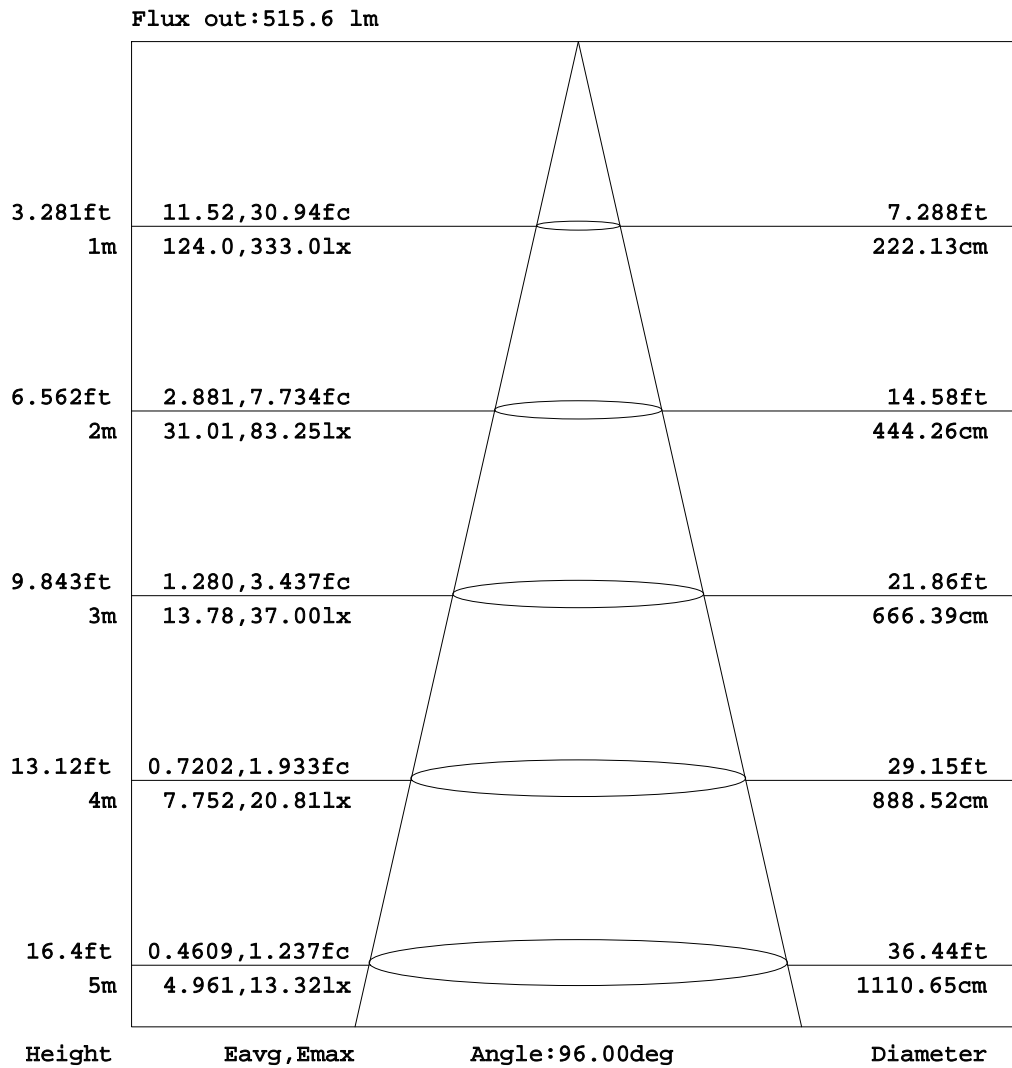 Flux out:515.6 lm
3.281ft 11.52,30.94fc 7.288ft
1m 124.0,333.0lx 222.13cm
6.562ft 2.881,7.734fc 14.58ft
2m 31.01,83.25lx 444.26cm
9.843ft 1.280,3.437fc 21.86ft
3m 13.78,37.00lx 666.39cm
13.12ft 0.7202,1.933fc 29.15ft
4m 7.752,20.81lx 888.52cm
16.4ft 0.4609,1.237fc 36.44ft
5m 4.961,13.32lx 1110.65cm
Height Eavg,Emax Angle:96.00deg Diameter